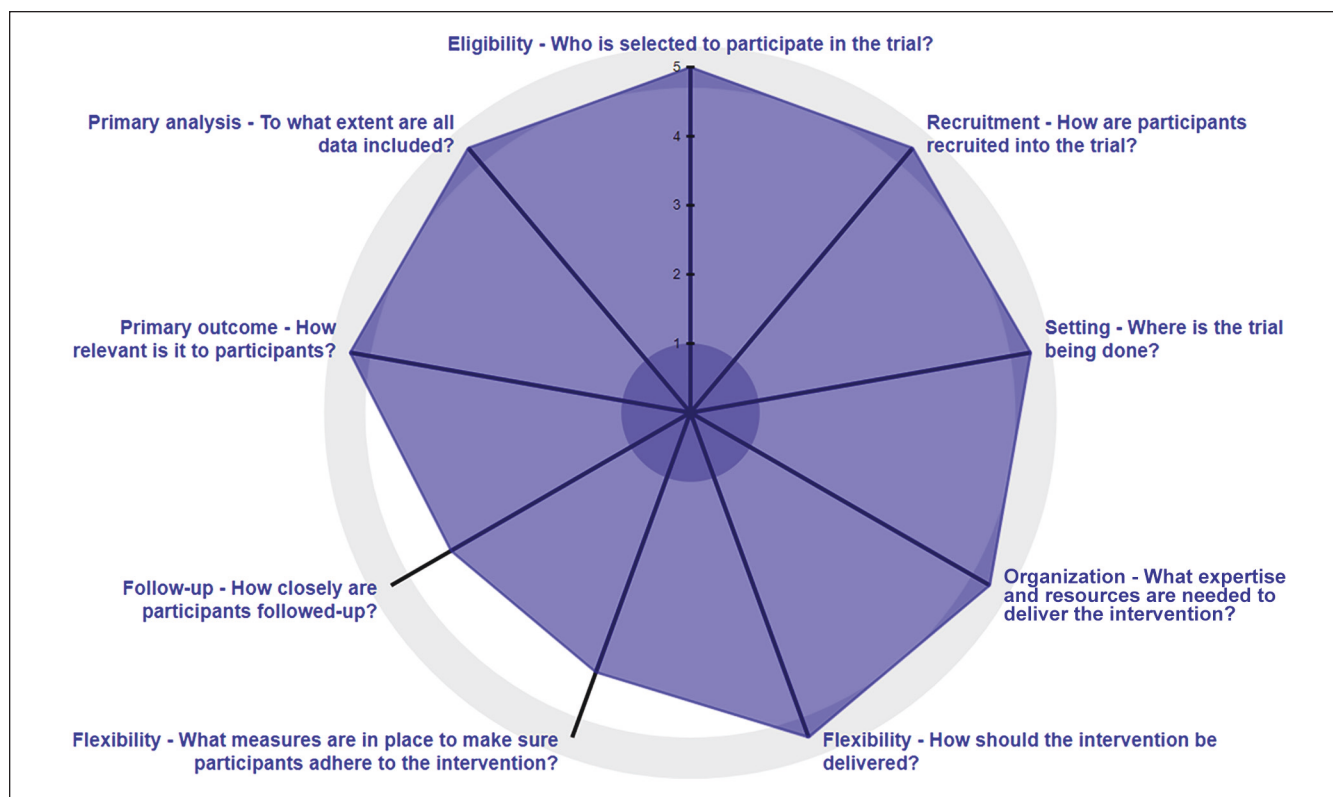 Eligibility - Who is selected to participate in the trial?
5
4
3
2
1
Recruitment - How are participants
recruited into the trial?
Setting - Where is the trial
being done?
Organization - What expertise
and resources are needed to
deliver the intervention?
Flexibility - How should the intervention be
delivered?
Flexibility - What measures are in place to make sure
participants adhere to the intervention?
Follow-up - How closely are
participants followed-up?
Primary outcome - How
relevant is it to participants?
Primary analysis - To what extent are all
data included?